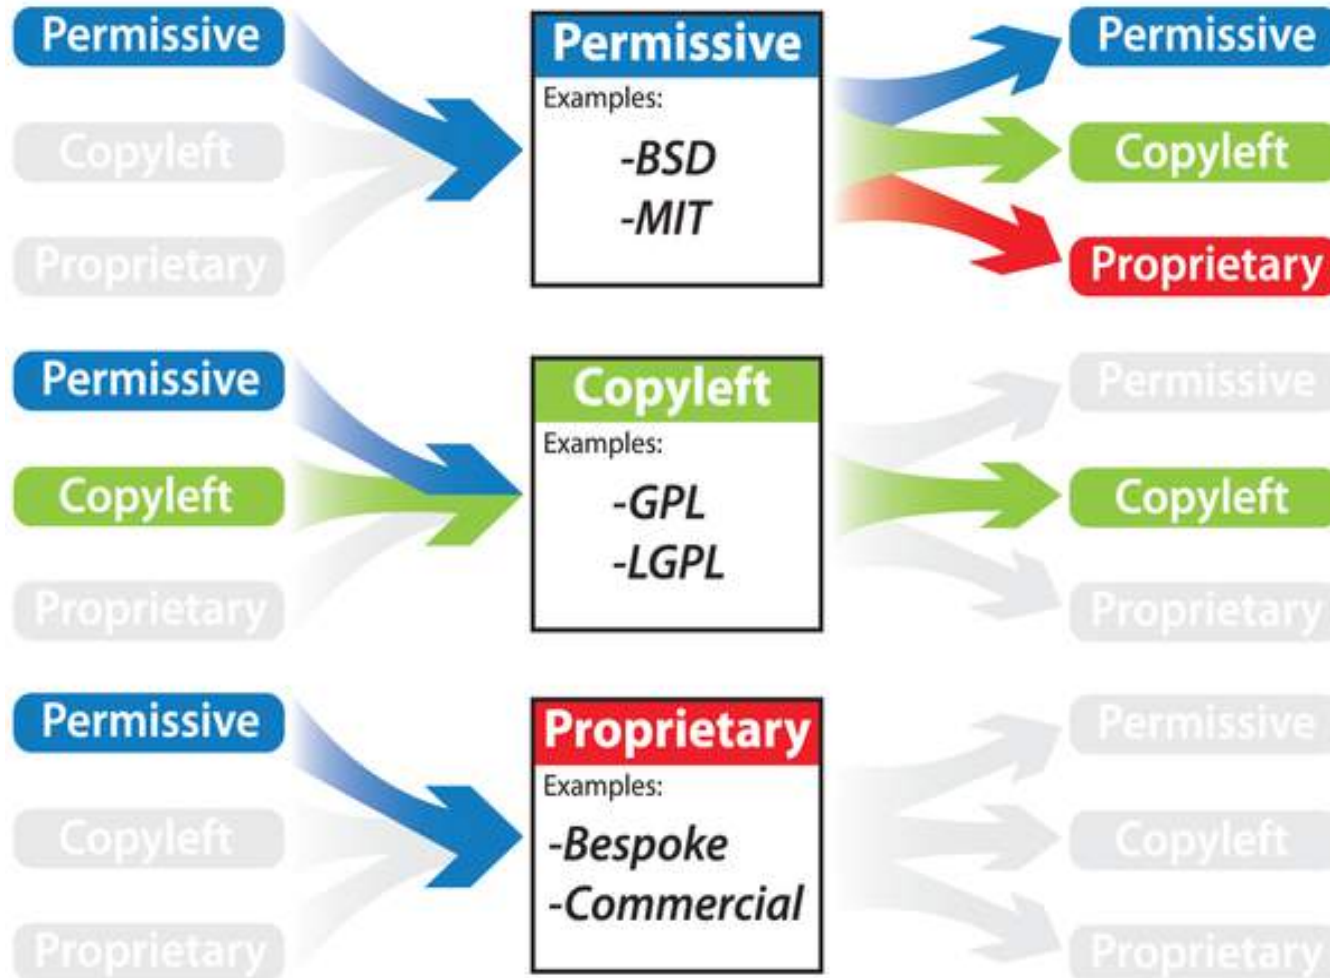 Permissive
Copyleft
Proprietary
Permissive
Examples:
-BSD
-MIT
Permissive
Copyleft
Proprietary
Permissive
Copyleft
Proprietary
Copyleft
Examples:
-GPL
-LGPL
Permissive
Copyleft
Proprietary
Permissive
Copyleft
Proprietary
Proprietary
Examples:
-Bespoke
-Commercial
Permissive
Copyleft
Proprietary